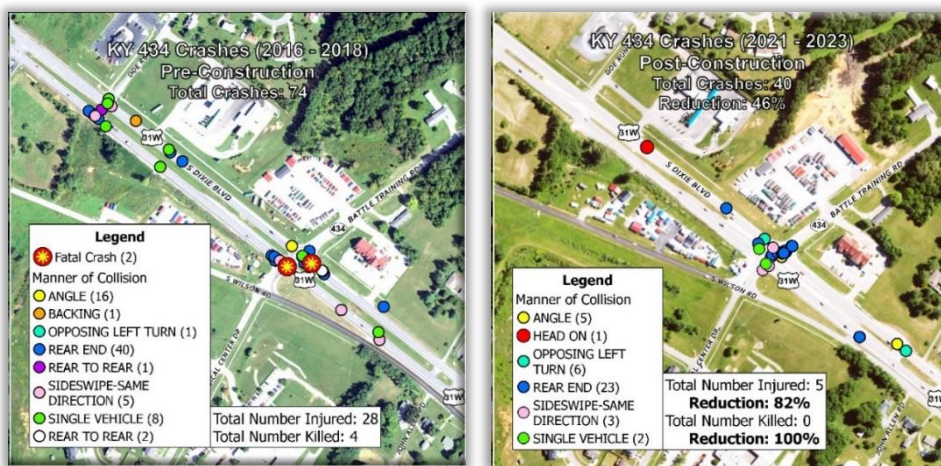 KY 434 Crashes (2016 - 2018)
Pre-Construction
Total Crashes: 74
31W
S DIXIE BLVD
BATTLE TRAINING RD
434
31W
S WILSON RD
31W
Legend
Fatal Crash (2)
Manner of Collision
ANGLE (16)
BACKING (1)
OPPOSING LEFT TURN (1)
REAR END (40)
REAR TO REAR (1)
SIDESWIPE-SAME
DIRECTION (5)
SINGLE VEHICLE (8)
REAR TO REAR (2)
Total Number Injured: 28
Total Number Killed: 4
KY 434 Crashes (2021 - 2023)
Post-Construction
Total Crashes: 40
Reduction: 46%
31W
S DIXIE BLVD
BATTLE TRAINING RD
434
31W
S WILSON RD
31W
Legend
Manner of Collision
ANGLE (5)
HEAD ON (1)
OPPOSING LEFT
TURN (6)
REAR END (23)
SIDESWIPE-SAME
DIRECTION (3)
SINGLE VEHICLE (2)
Total Number Injured: 5
Reduction: 82%
Total Number Killed: 0
Reduction: 100%